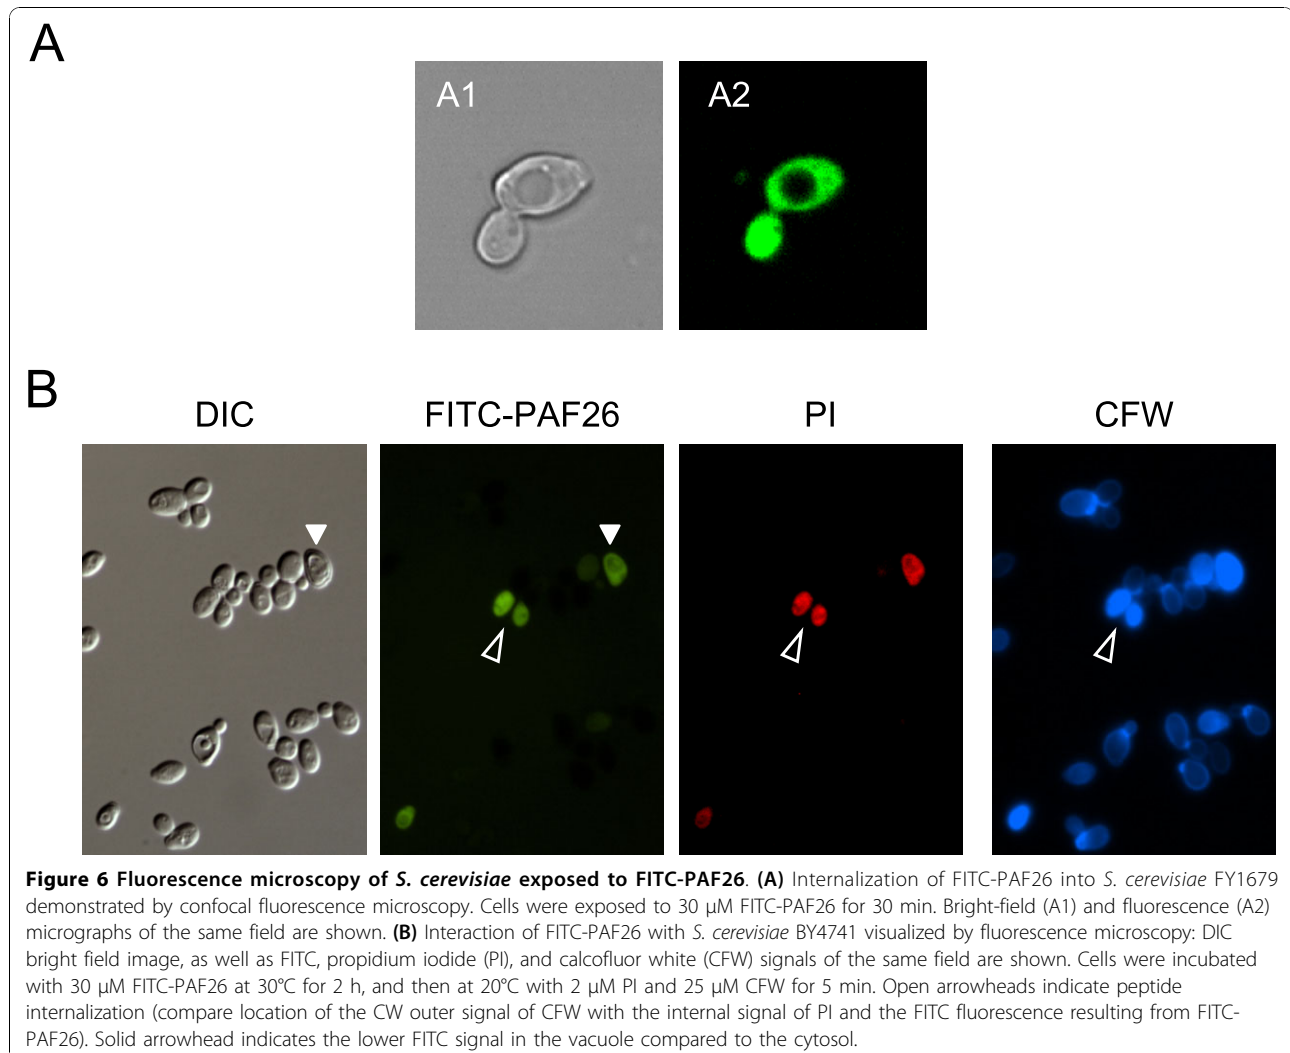 A
A1 A2
B
DIC FITC-PAF26 PI CFW
Figure 6 Fluorescence microscopy of S. cerevisiae exposed to FITC-PAF26. (A) Internalization of FITC-PAF26 into S. cerevisiae FY1679
demonstrated by confocal fluorescence microscopy. Cells were exposed to 30 μM FITC-PAF26 for 30 min. Bright-field (A1) and fluorescence (A2)
micrographs of the same field are shown. (B) Interaction of FITC-PAF26 with S. cerevisiae BY4741 visualized by fluorescence microscopy: DIC
bright field image, as well as FITC, propidium iodide (PI), and calcofluor white (CFW) signals of the same field are shown. Cells were incubated
with 30 μM FITC-PAF26 at 30°C for 2 h, and then at 20°C with 2 μM PI and 25 μM CFW for 5 min. Open arrowheads indicate peptide
internalization (compare location of the CW outer signal of CFW with the internal signal of PI and the FITC fluorescence resulting from FITC-
PAF26). Solid arrowhead indicates the lower FITC signal in the vacuole compared to the cytosol.